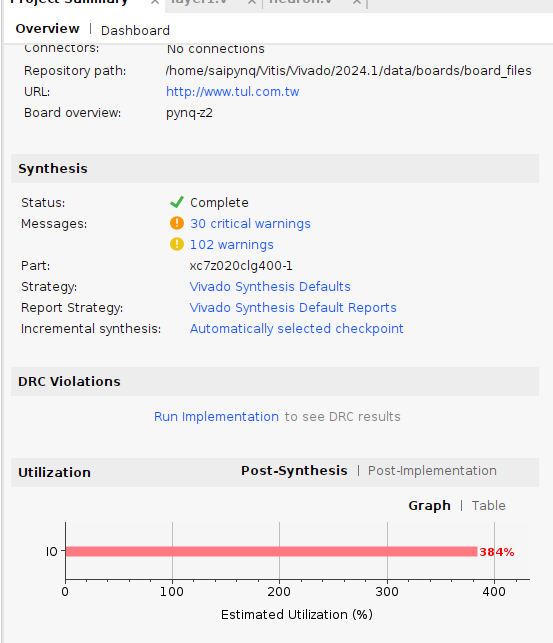 Project Summary × layer1.v × neuron.v ×
Overview | Dashboard
Connectors: No connections
Repository path: /home/saipynq/Vitis/Vivado/2024.1/data/boards/board_files
URL: http://www.tul.com.tw
Board overview: pynq-z2
Synthesis
Status: Complete
Messages: 30 critical warnings
102 warnings
Part: xc7z020clg400-1
Strategy: Vivado Synthesis Defaults
Report Strategy: Vivado Synthesis Default Reports
Incremental synthesis: Automatically selected checkpoint
DRC Violations
Run Implementation to see DRC results
Utilization Post-Synthesis | Post-Implementation
Graph | Table
IO 384%
0 100 200 300 400
Estimated Utilization (%)